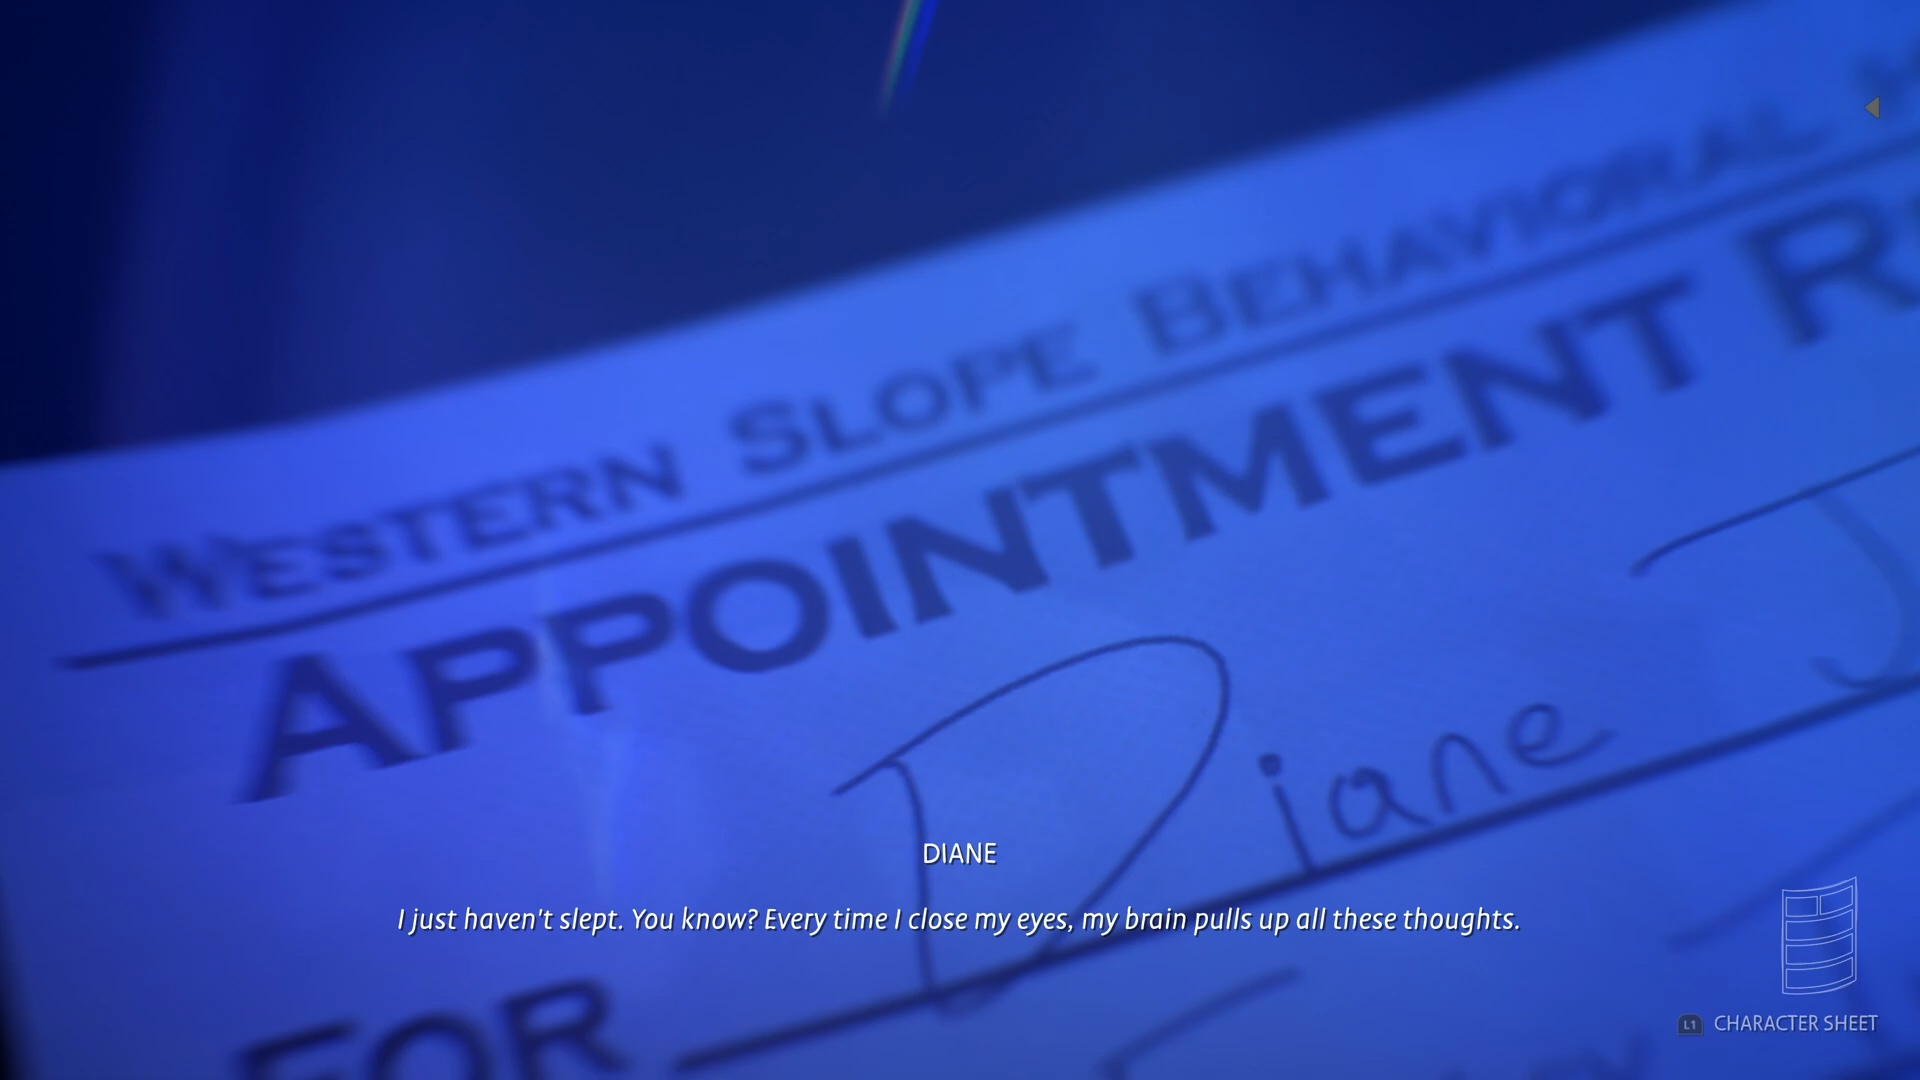 WESTERN SLOPE BEHAVIORAL
APPOINTMENT
FOR Diane J
DIANE
I just haven't slept. You know? Every time I close my eyes, my brain pulls up all these thoughts.
L1 CHARACTER SHEET